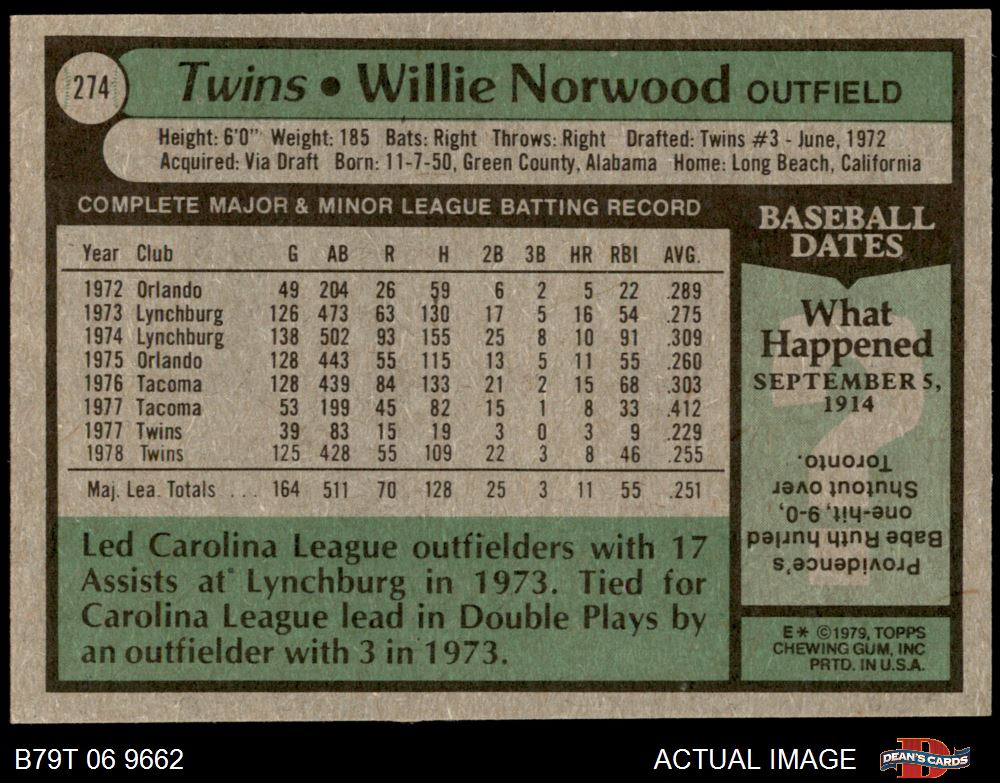 274
Twins • Willie Norwood OUTFIELD
Height: 6'0" Weight: 185 Bats: Right Throws: Right Drafted: Twins #3 - June, 1972
Acquired: Via Draft Born: 11-7-50, Green County, Alabama Home: Long Beach, California
COMPLETE MAJOR & MINOR LEAGUE BATTING RECORD
Year Club G AB R H 2B 3B HR RBI AVG.
1972 Orlando 49 204 26 59 6 2 5 22 .289
1973 Lynchburg 126 473 63 130 17 5 16 54 .275
1974 Lynchburg 138 502 93 155 25 8 10 91 .309
1975 Orlando 128 443 55 115 13 5 11 55 .260
1976 Tacoma 128 439 84 133 21 2 15 68 .303
1977 Tacoma 53 199 45 82 15 1 8 33 .412
1977 Twins 39 83 15 19 3 0 3 9 .229
1978 Twins 125 428 55 109 22 3 8 46 .255
Maj. Lea. Totals ... 164 511 70 128 25 3 11 55 .251
Led Carolina League outfielders with 17
Assists at Lynchburg in 1973. Tied for
Carolina League lead in Double Plays by
an outfielder with 3 in 1973.
BASEBALL
DATES
What
Happened
SEPTEMBER 5,
1914
?
Providence's
Babe Ruth hurled
one-hit, 9-0,
Shutout over
Toronto.
E* ©1979, TOPPS
CHEWING GUM, INC
PRTD. IN U.S.A.
B79T 06 9662
ACTUAL IMAGE
D
DEAN'S CARDS